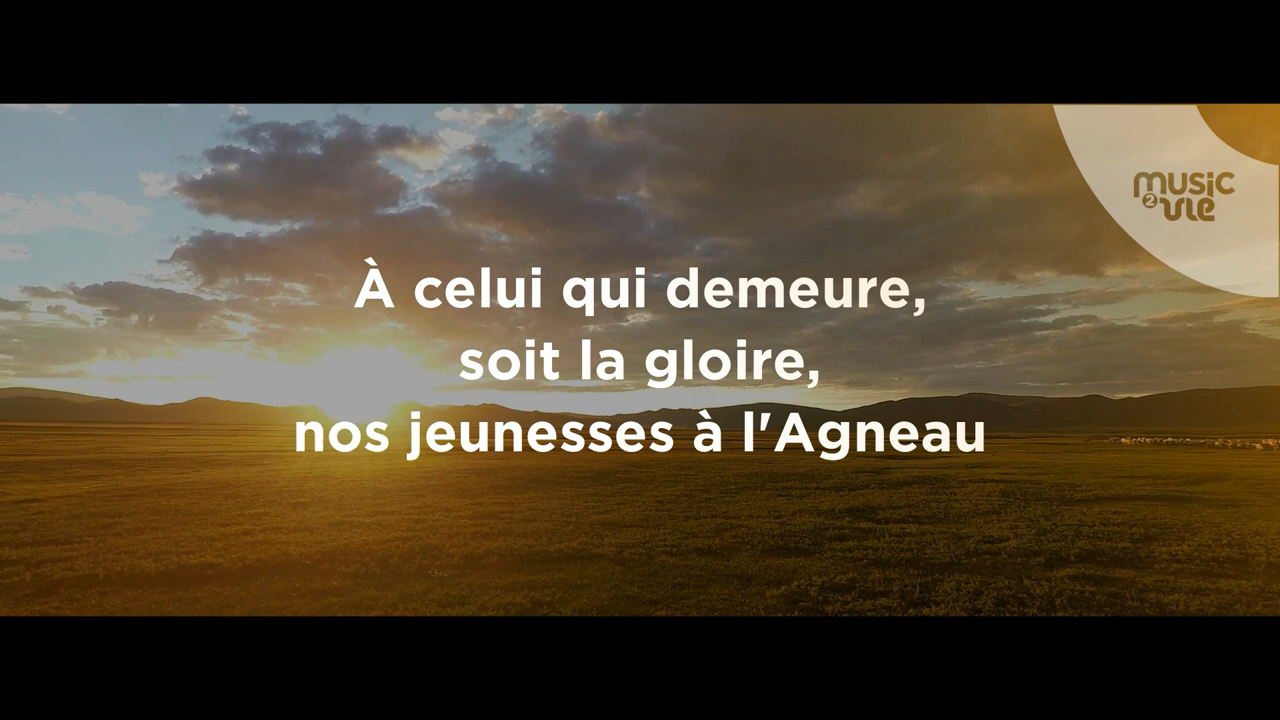 music
2 vie
À celui qui demeure,
soit la gloire,
nos jeunesses à l'Agneau